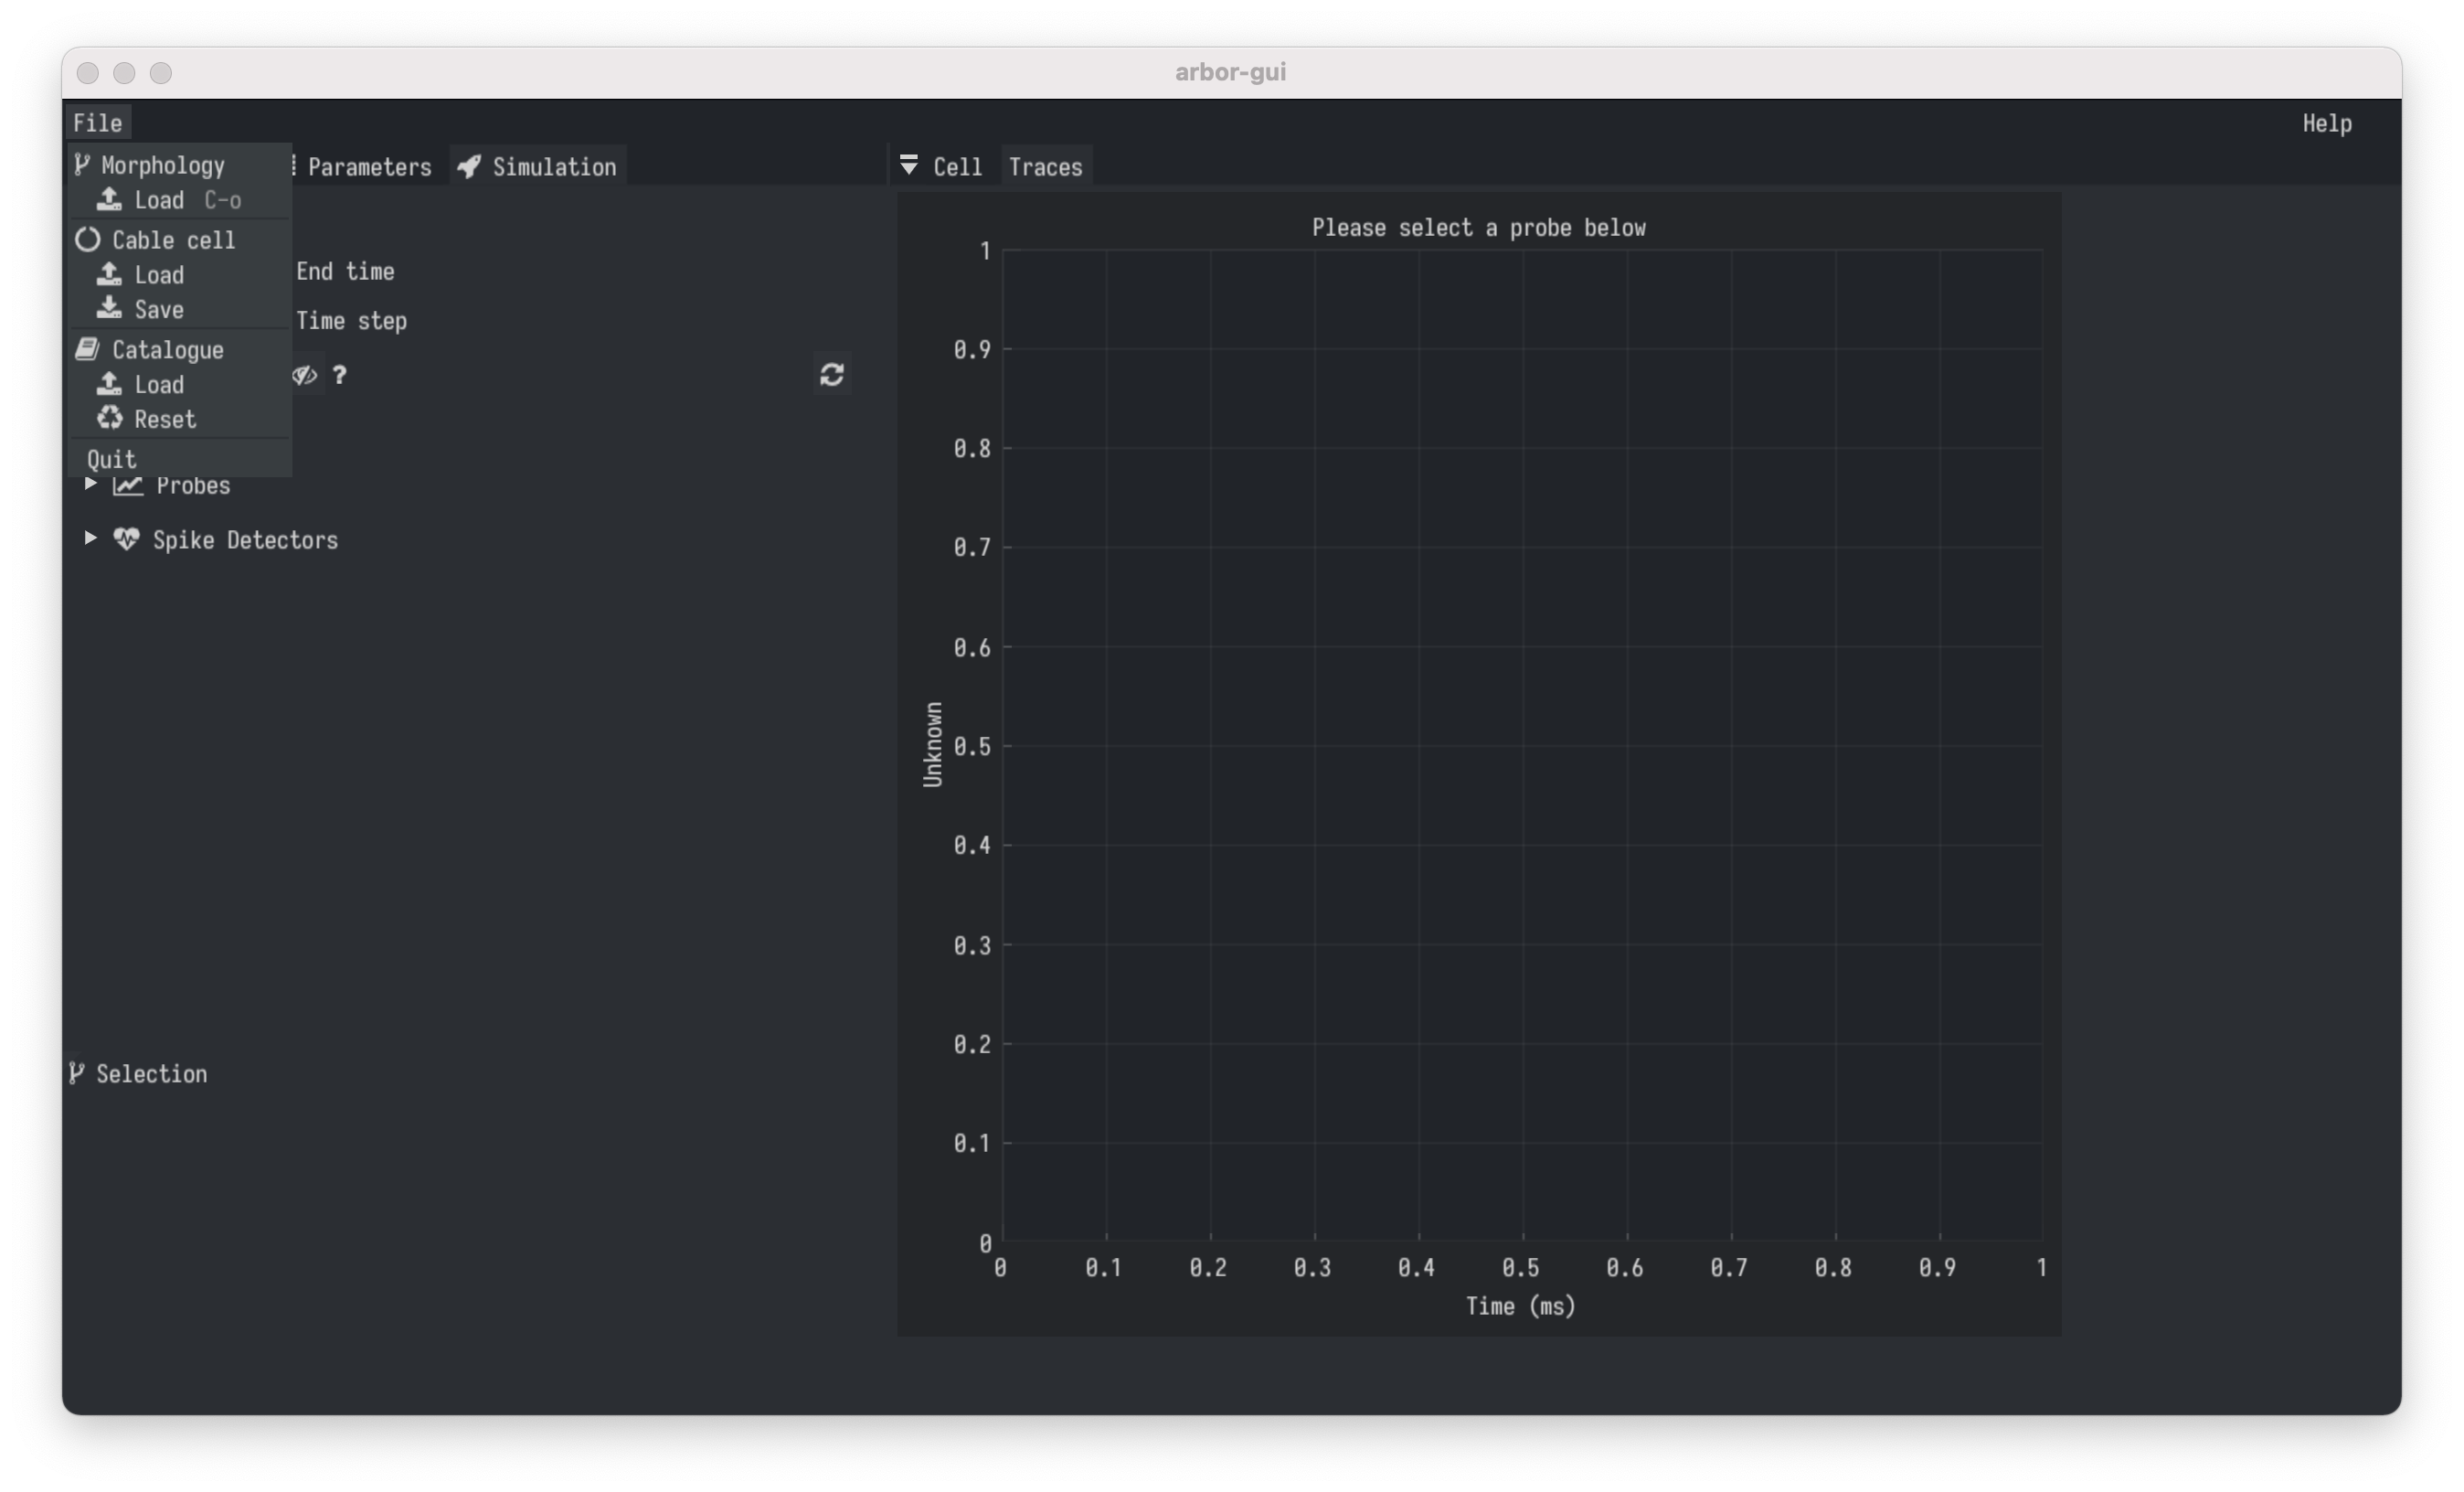 arbor-gui
File
Help
Morphology
Load C-o
Cable cell
Load
Save
Catalogue
Load
Reset
Quit
Parameters
Simulation
End time
Time step
?
Probes
Spike Detectors
Selection
Cell
Traces
Please select a probe below
1
0.9
0.8
0.7
0.6
0.5
0.4
0.3
0.2
0.1
0
Unknown
0 0.1 0.2 0.3 0.4 0.5 0.6 0.7 0.8 0.9 1
Time (ms)